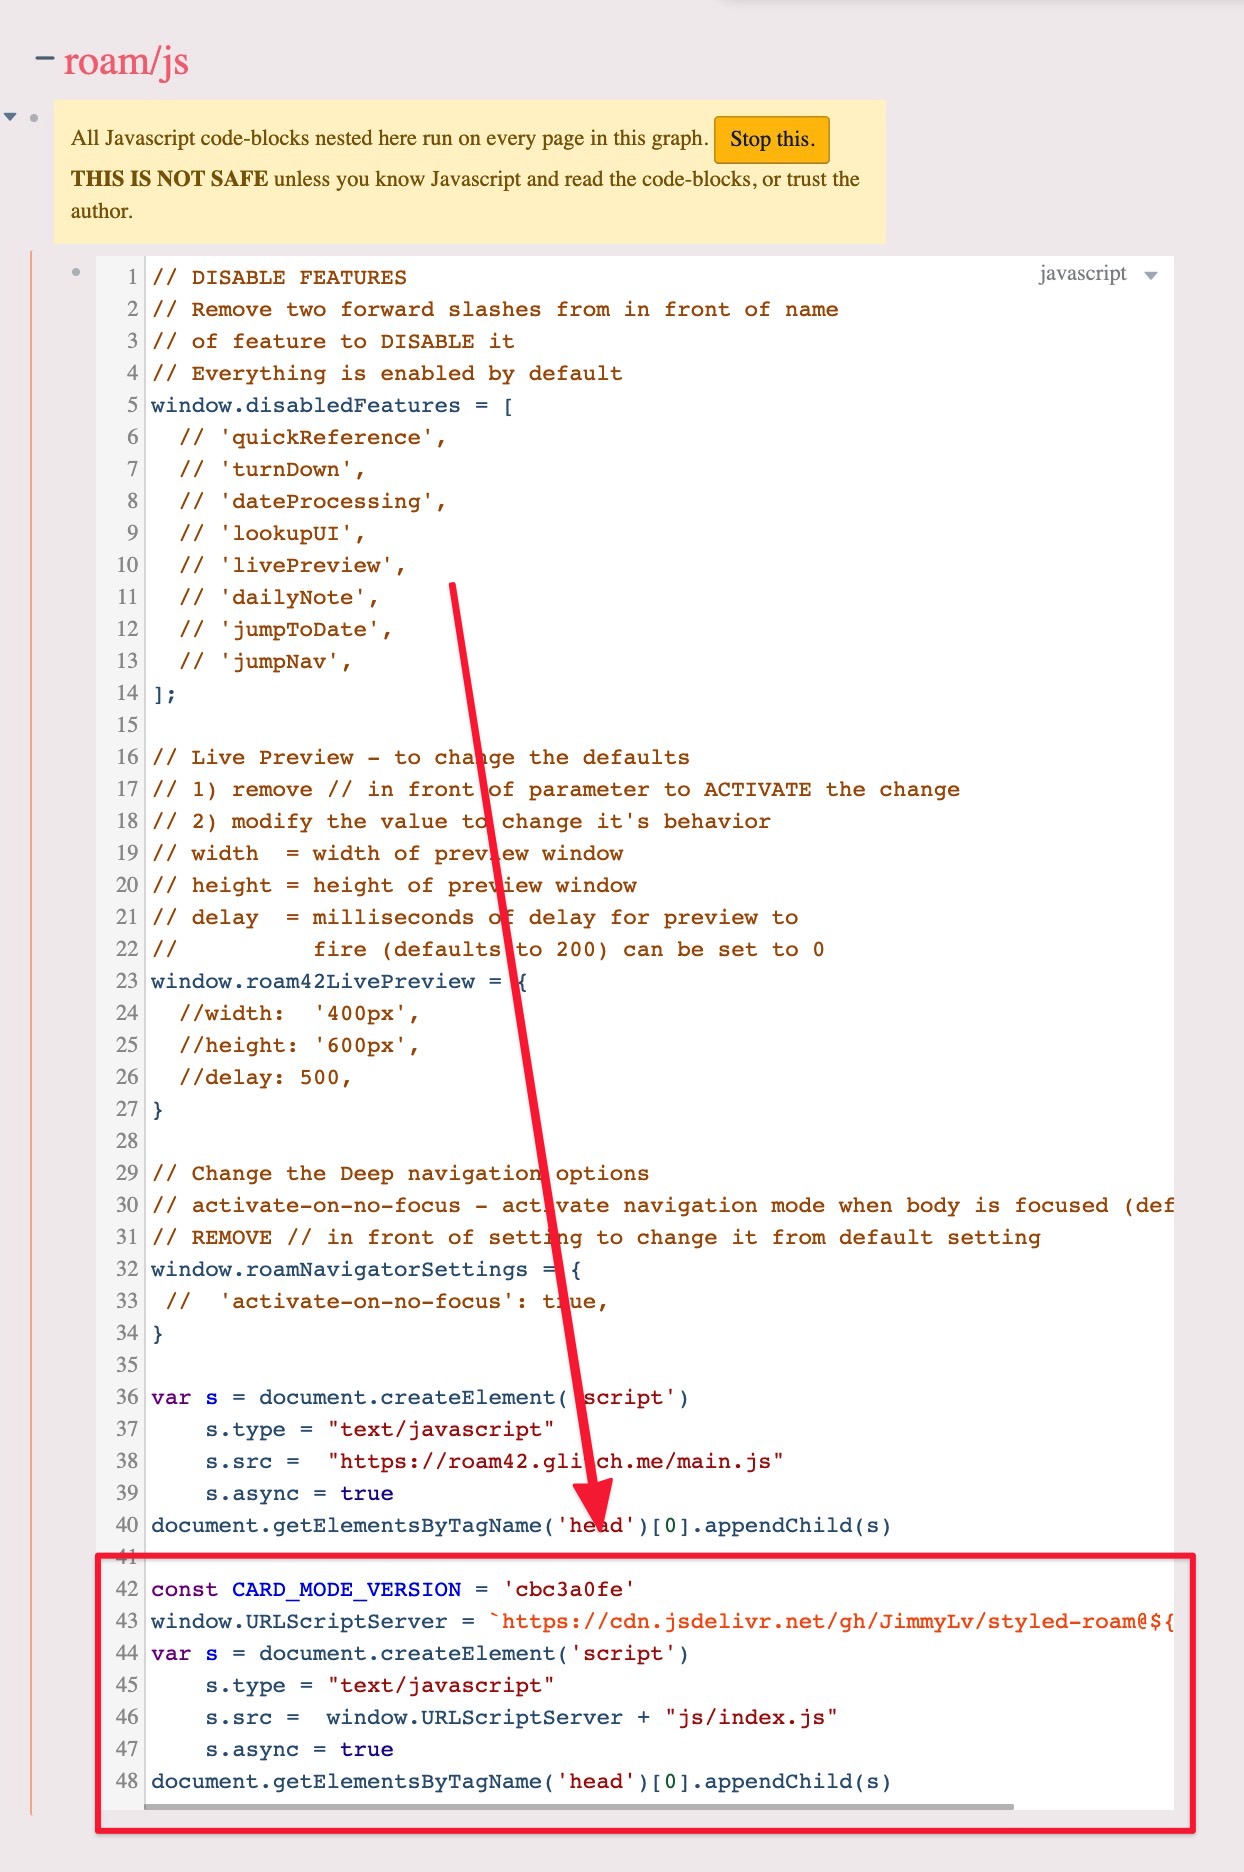 roam/js
All Javascript code-blocks nested here run on every page in this graph. Stop this.
THIS IS NOT SAFE unless you know Javascript and read the code-blocks, or trust the
author.
javascript
1 // DISABLE FEATURES
2 // Remove two forward slashes from in front of name
3 // of feature to DISABLE it
4 // Everything is enabled by default
5 window.disabledFeatures = [
6   // 'quickReference',
7   // 'turnDown',
8   // 'dateProcessing',
9   // 'lookupUI',
10   // 'livePreview',
11   // 'dailyNote',
12   // 'jumpToDate',
13   // 'jumpNav',
14 ];
15
16 // Live Preview – to change the defaults
17 // 1) remove // in front of parameter to ACTIVATE the change
18 // 2) modify the value to change it's behavior
19 // width  = width of preview window
20 // height = height of preview window
21 // delay  = milliseconds of delay for preview to
22 //          fire (defaults to 200) can be set to 0
23 window.roam42LivePreview = {
24   //width:  '400px',
25   //height: '600px',
26   //delay: 500,
27 }
28
29 // Change the Deep navigation options
30 // activate-on-no-focus – activate navigation mode when body is focused (def
31 // REMOVE // in front of setting to change it from default setting
32 window.roamNavigatorSettings = {
33  //  'activate-on-no-focus': true,
34 }
35
36 var s = document.createElement('script')
37     s.type = "text/javascript"
38     s.src =  "https://roam42.glitch.me/main.js"
39     s.async = true
40 document.getElementsByTagName('head')[0].appendChild(s)
41
42 const CARD_MODE_VERSION = 'cbc3a0fe'
43 window.URLScriptServer = `https://cdn.jsdelivr.net/gh/JimmyLv/styled-roam@${
44 var s = document.createElement('script')
45     s.type = "text/javascript"
46     s.src =  window.URLScriptServer + "js/index.js"
47     s.async = true
48 document.getElementsByTagName('head')[0].appendChild(s)